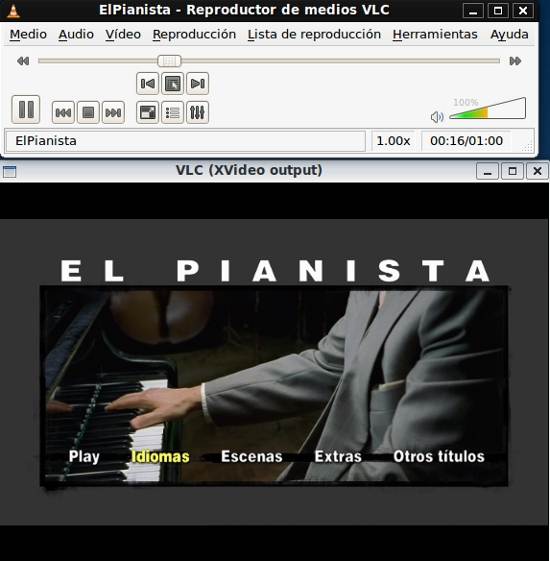 ElPianista - Reproductor de medios VLC
Medio Audio Vídeo Reproducción Lista de reproducción Herramientas Ayuda
100%
ElPianista 1.00x 00:16/01:00
VLC (XVideo output)
EL PIANISTA
Play Idiomas Escenas Extras Otros títulos